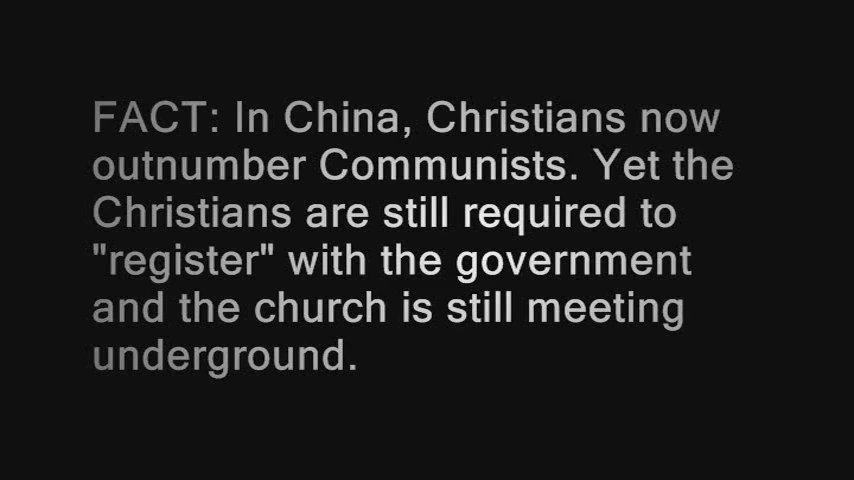 FACT: In China, Christians now
outnumber Communists. Yet the
Christians are still required to
"register" with the government
and the church is still meeting
underground.